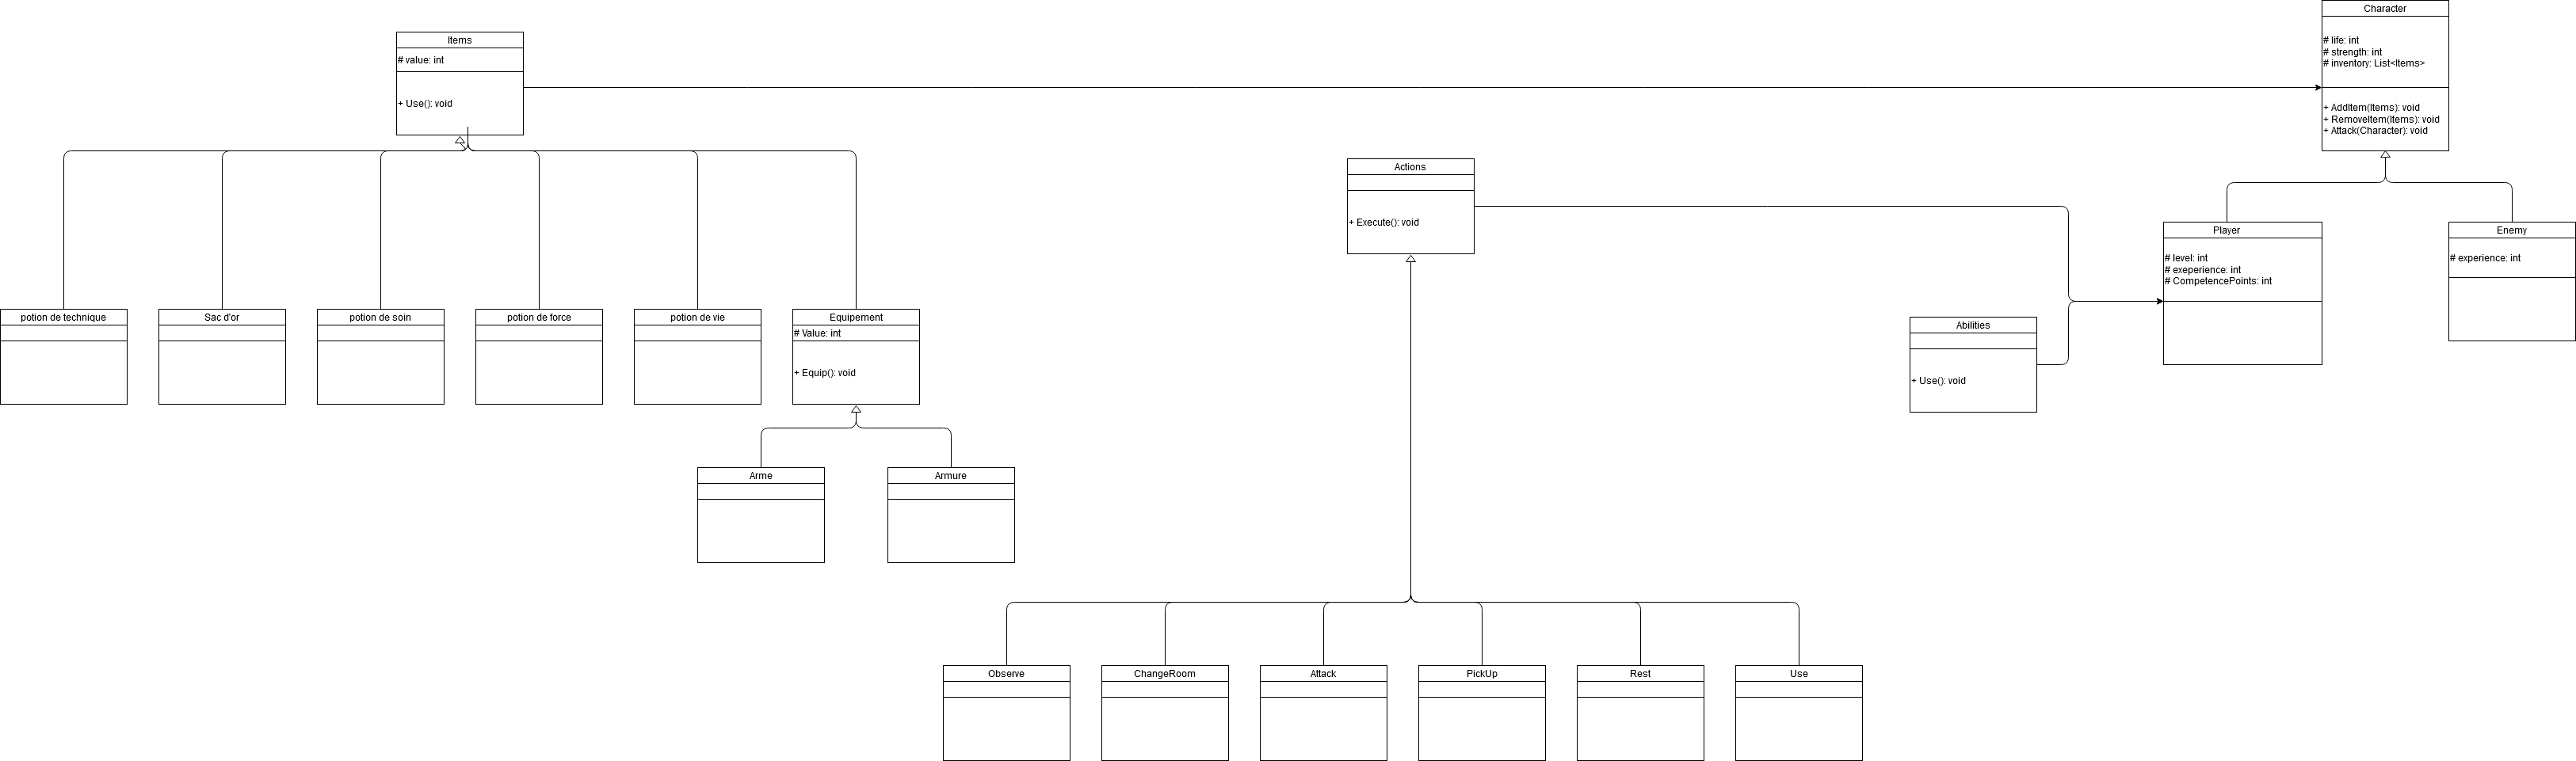 Character
# life: int
# strength: int
# inventory: List<Items>
+ AddItem(Items): void
+ RemoveItem(Items): void
+ Attack(Character): void
Items
# value: int
+ Use(): void
Actions
+ Execute(): void
Player
# level: int
# exeperience: int
# CompetencePoints: int
Enemy
# experience: int
potion de technique
Sac d'or
potion de soin
potion de force
potion de vie
Equipement
# Value: int
+ Equip(): void
Abilities
+ Use(): void
Arme
Armure
Observe
ChangeRoom
Attack
PickUp
Rest
Use